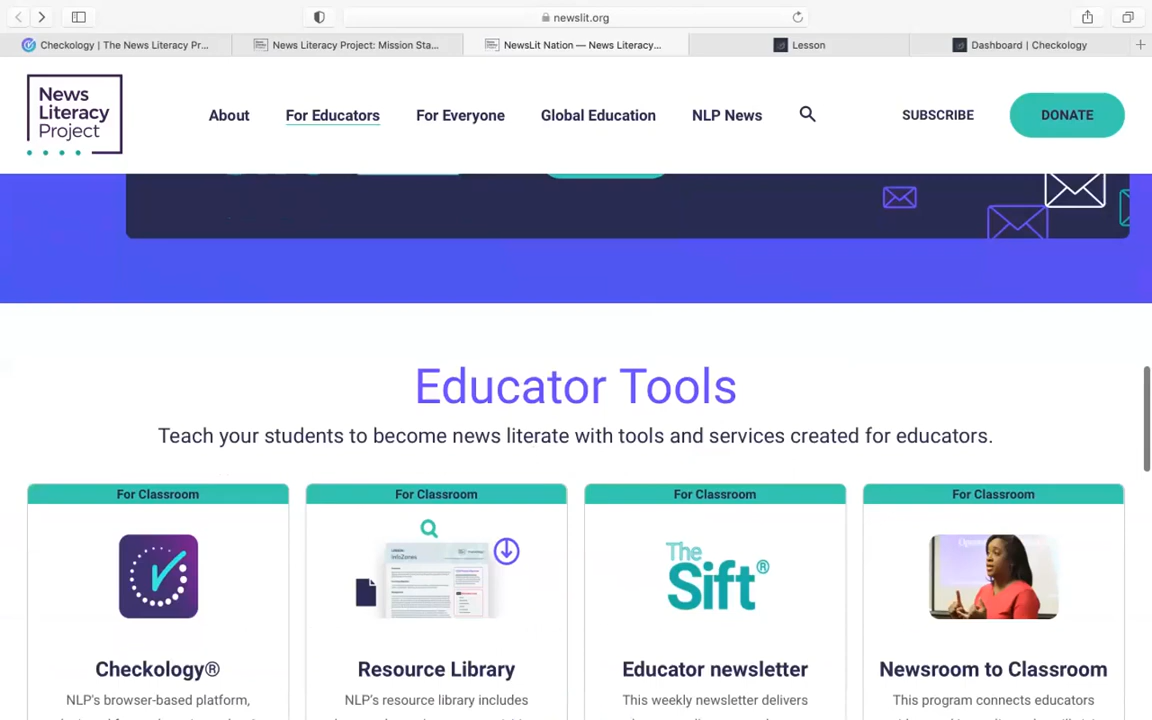 newslit.org
Checkology | The News Literacy Pr...
News Literacy Project: Mission Sta...
NewsLit Nation — News Literacy...
Lesson
Dashboard | Checkology
News
Literacy
Project
About
For Educators
For Everyone
Global Education
NLP News
SUBSCRIBE
DONATE
Educator Tools
Teach your students to become news literate with tools and services created for educators.
For Classroom
For Classroom
For Classroom
For Classroom
The
Sift®
Checkology®
Resource Library
Educator newsletter
Newsroom to Classroom
NLP's browser-based platform,
NLP's resource library includes
This weekly newsletter delivers
This program connects educators